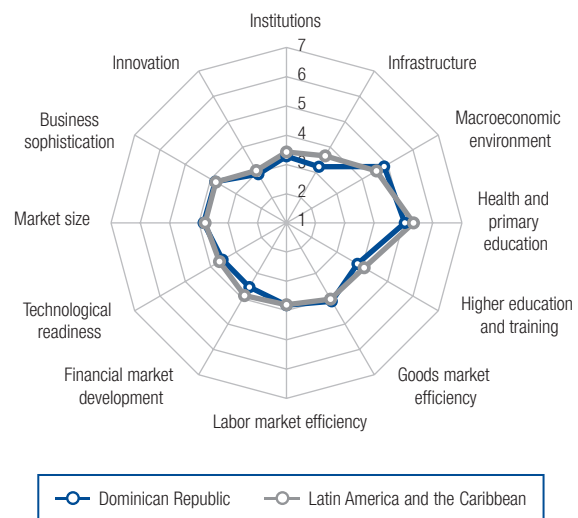 Institutions
7
6
5
4
3
2
1
Innovation
Infrastructure
Business
sophistication
Macroeconomic
environment
Market size
Health and
primary
education
Technological
readiness
Higher education
and training
Financial market
development
Goods market
efficiency
Labor market efficiency
Dominican Republic
Latin America and the Caribbean